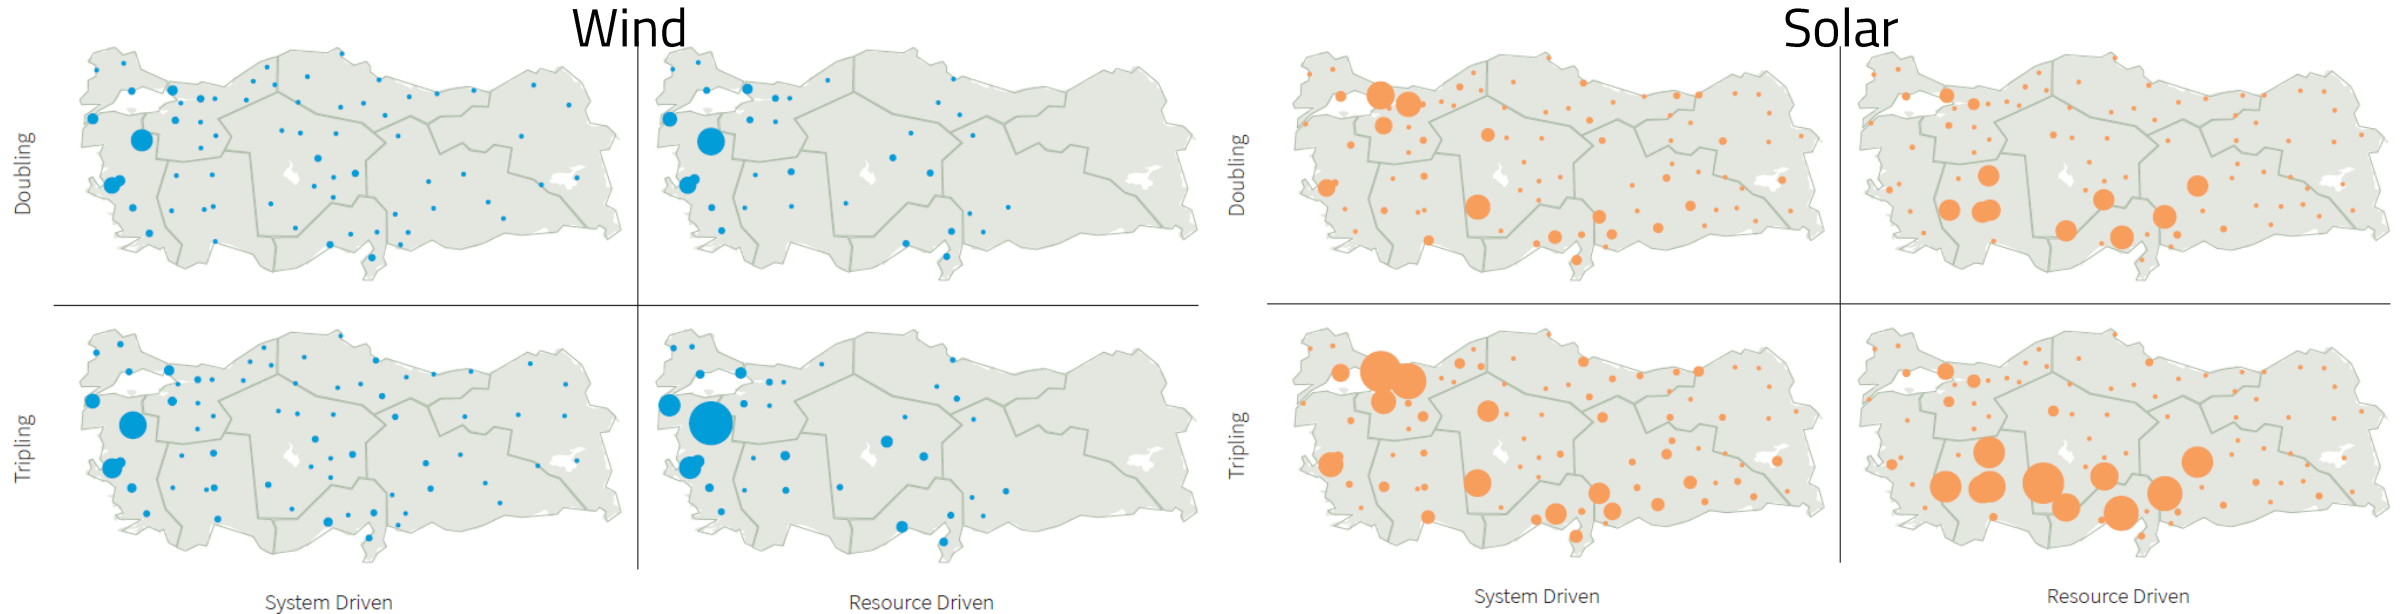 Wind
Solar
Doubling
Doubling
Tripling
Tripling
System Driven
Resource Driven
System Driven
Resource Driven